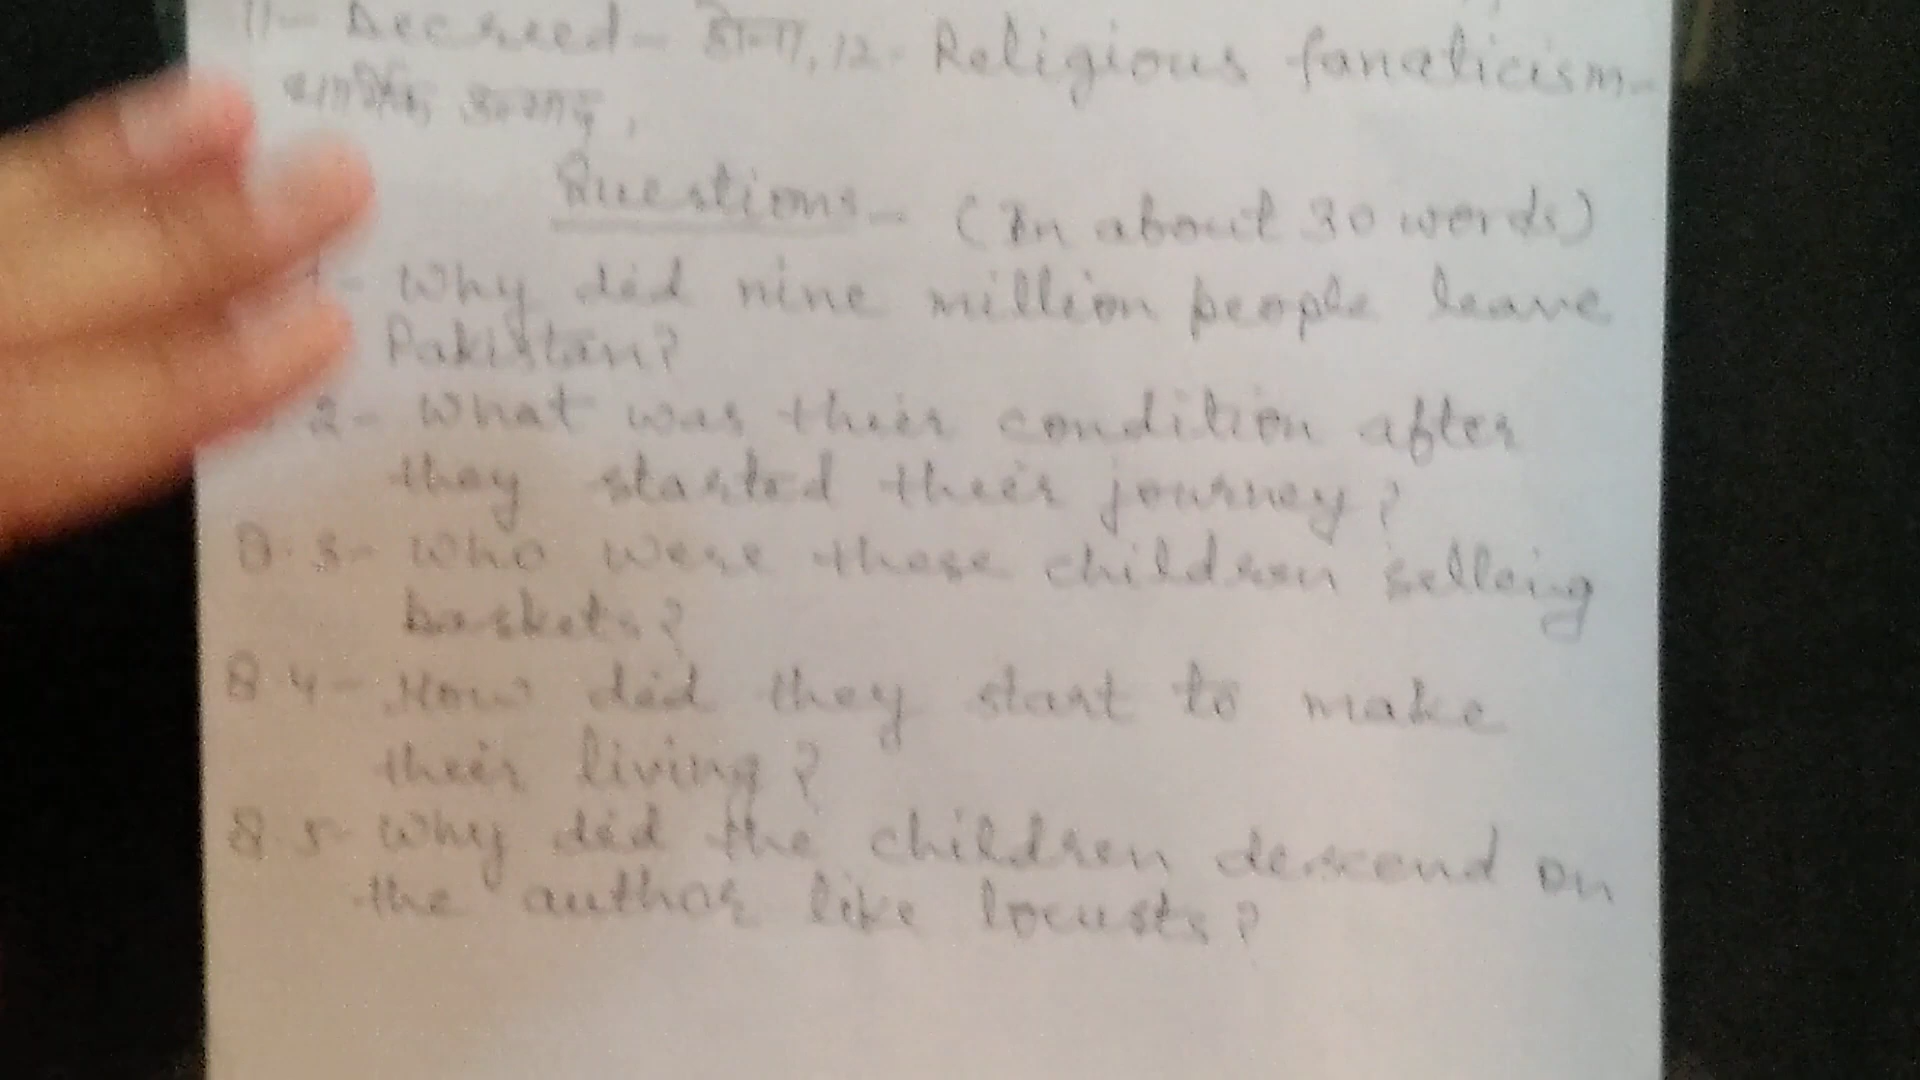 11- Decreed- होना, 12- Religious fanaticism-
धार्मिक उन्माद,
Questions- (In about 30 words)
1- Why did nine million people leave
Pakistan?
2- What was their condition after
they started their journey?
Q.3- Who were these children selling
baskets?
Q.4- How did they start to make
their living?
Q.5- Why did the children descend on
the author like locusts?